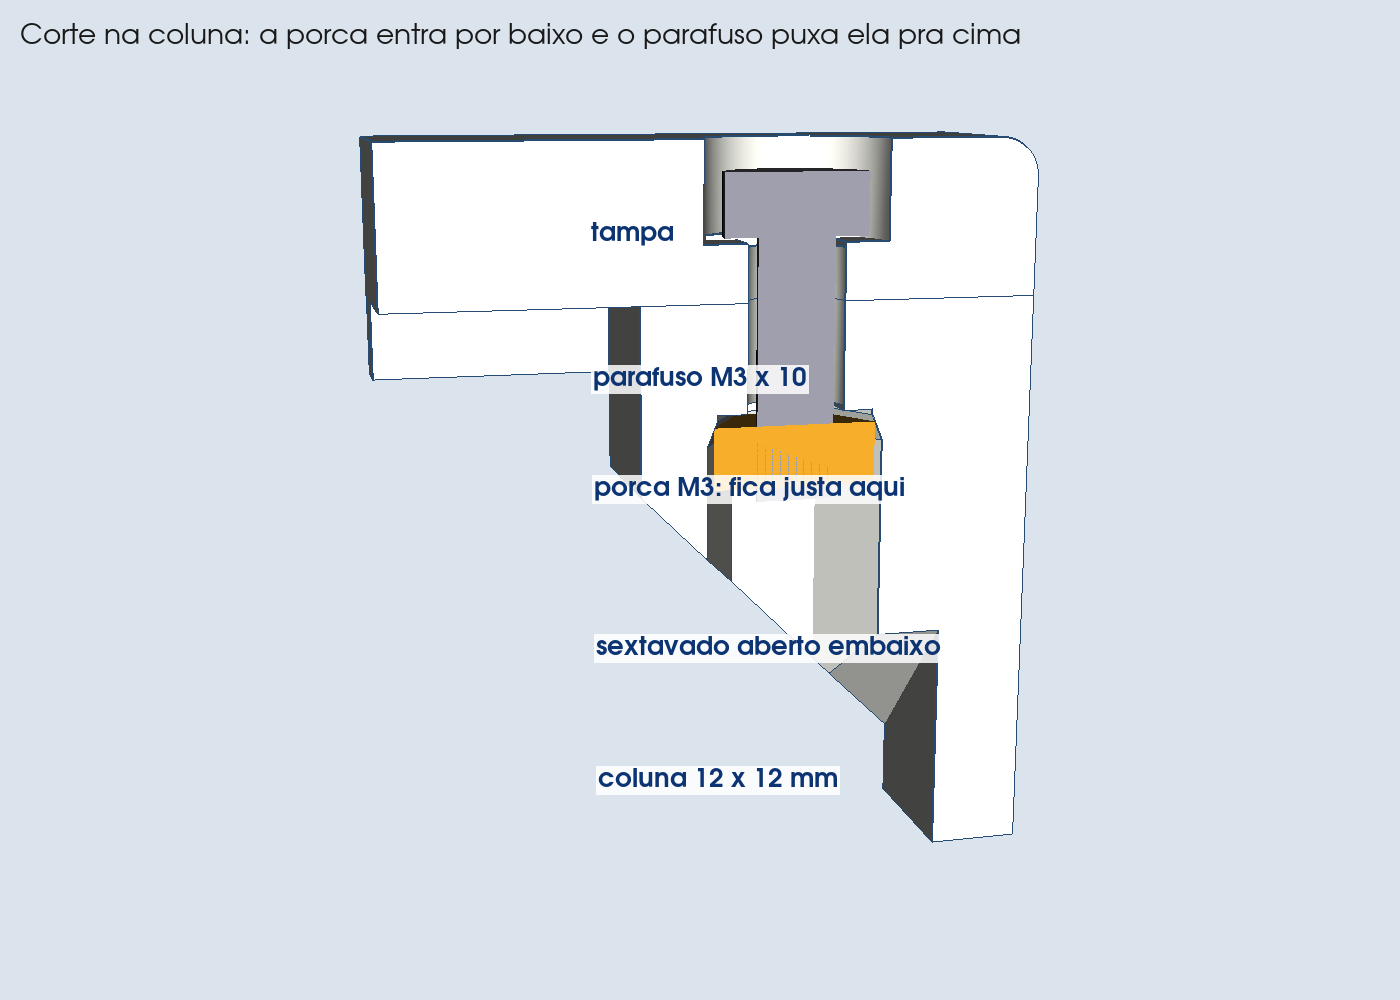 Corte na coluna: a porca entra por baixo e o parafuso puxa ela pra cima
tampa
parafuso M3 x 10
porca M3: fica justa aqui
sextavado aberto embaixo
coluna 12 x 12 mm